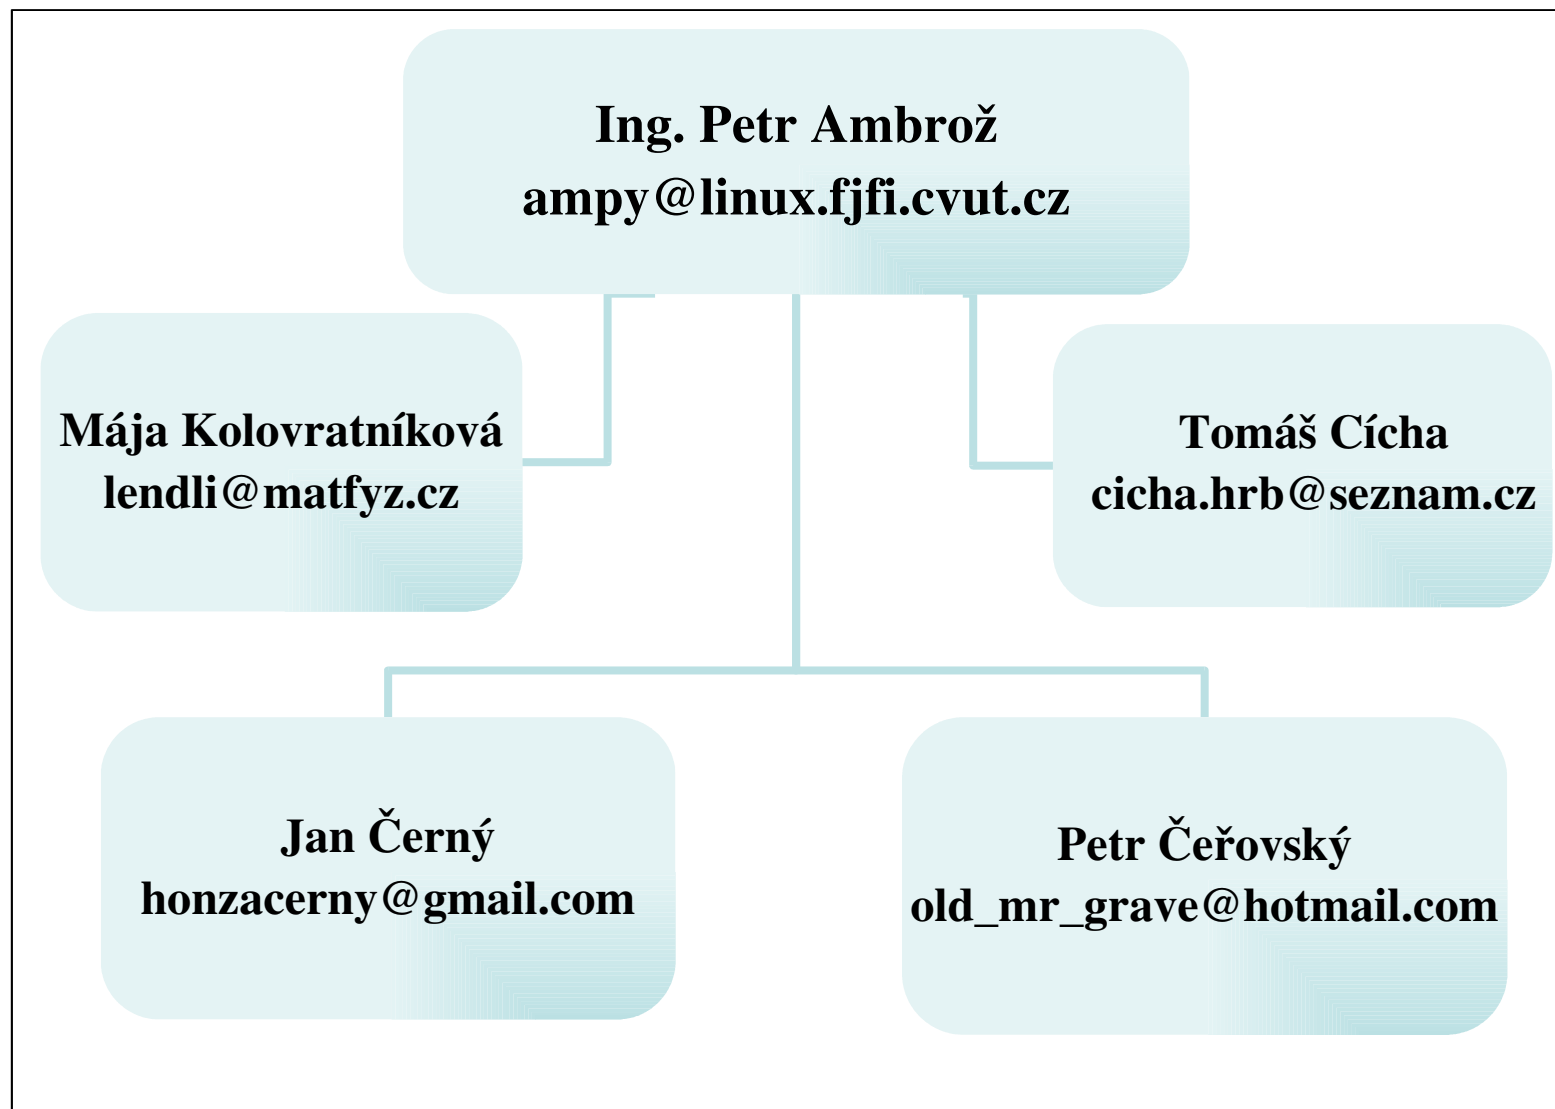 Ing. Petr Ambrož
ampy@linux.fjfi.cvut.cz
Mája Kolovratníková
lendli@matfyz.cz
Tomáš Cícha
cicha.hrb@seznam.cz
Jan Černý
honzacerny@gmail.com
Petr Čeřovský
old_mr_grave@hotmail.com